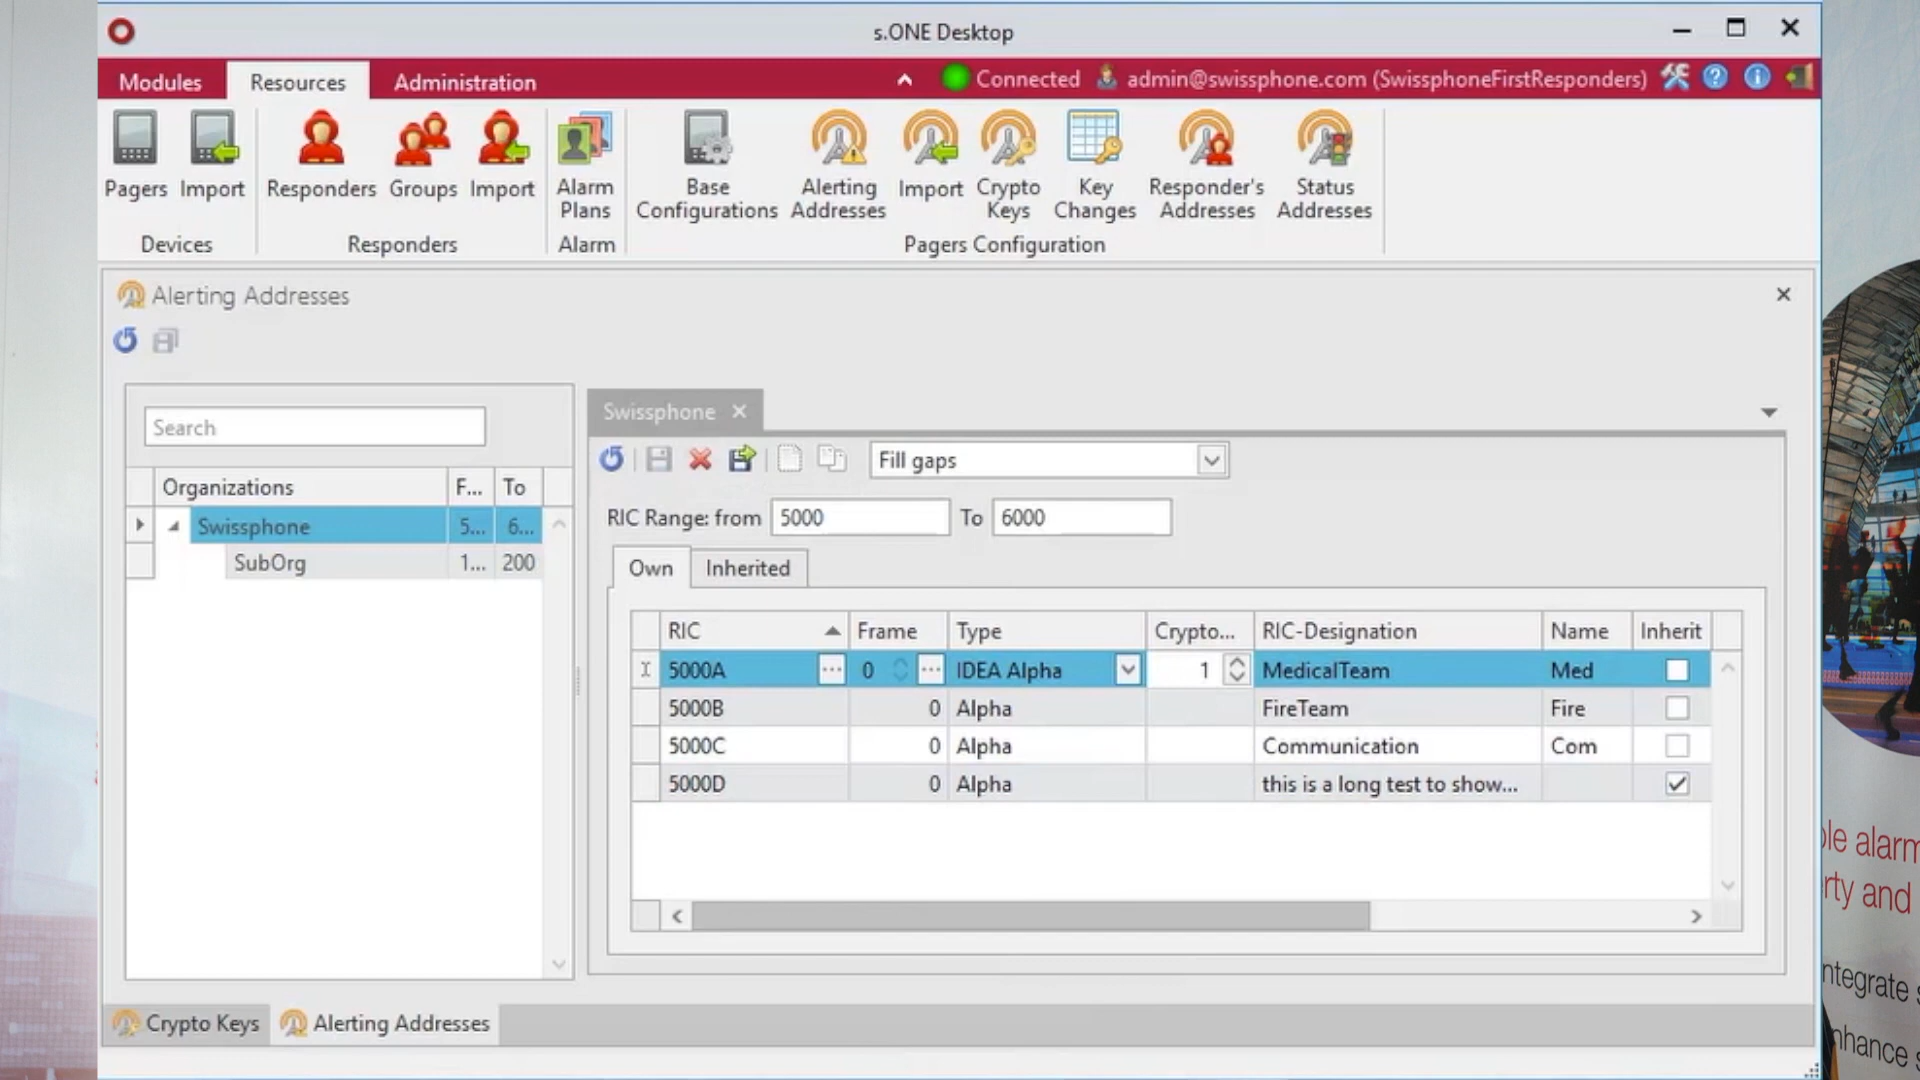 s.ONE Desktop
Modules Resources Administration Connected admin@swissphone.com (SwissphoneFirstResponders)
Pagers Import Responders Groups Import Alarm Plans Base Configurations Alerting Addresses Import Crypto Keys Key Changes Responder's Addresses Status Addresses
Devices Responders Alarm Pagers Configuration
Alerting Addresses
Search
Organizations F... To
Swissphone 5... 6...
SubOrg 1... 200
Swissphone
Fill gaps
RIC Range: from 5000 To 6000
Own Inherited
RIC Frame Type Crypto... RIC-Designation Name Inherit
5000A ... 0 ... IDEA Alpha 1 MedicalTeam Med
5000B 0 Alpha FireTeam Fire
5000C 0 Alpha Communication Com
5000D 0 Alpha this is a long test to show...
Crypto Keys Alerting Addresses
alarm
and